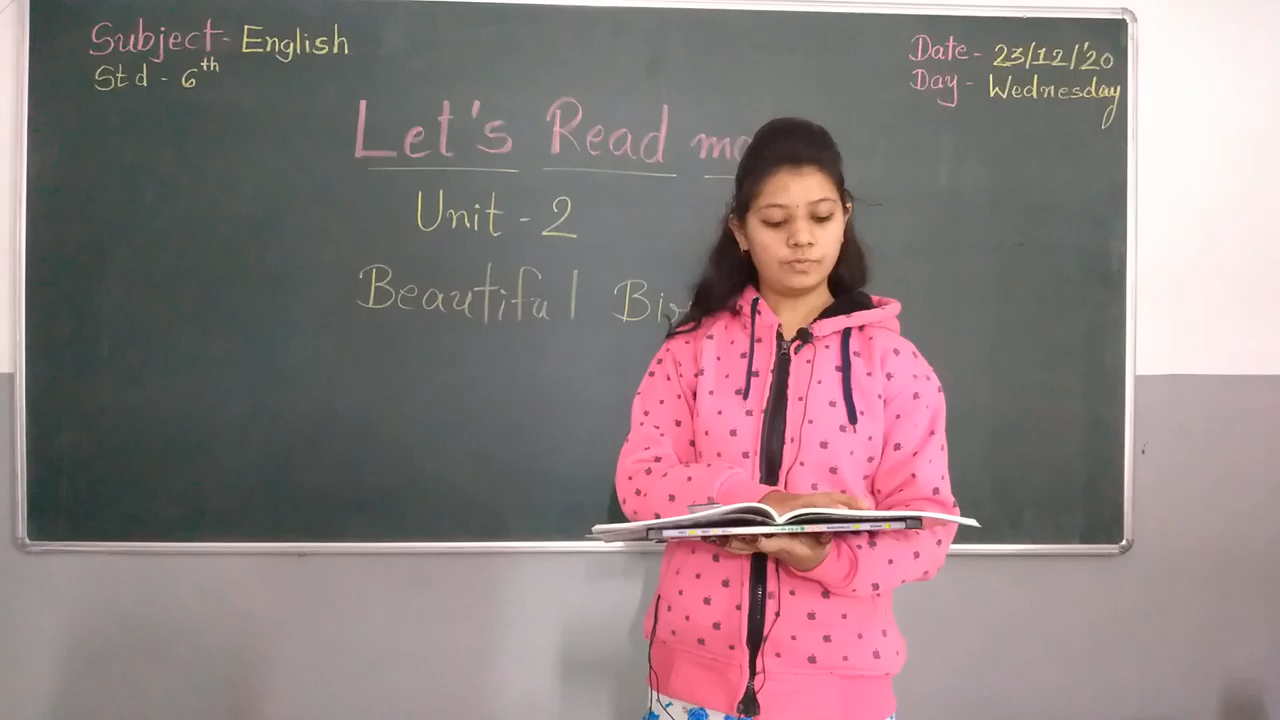 Subject- English
Std - 6th
Date - 23/12/'20
Day - Wednesday
Let's Read
Unit - 2
Beautiful